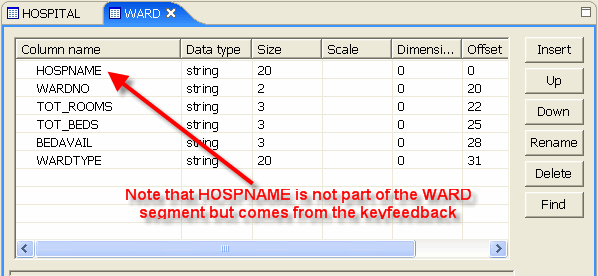 HOSPITAL WARD
Column name Data type Size Scale Dimensi... Offset
HOSPNAME string 20 0 0
WARDNO string 2 0 20
TOT_ROOMS string 3 0 22
TOT_BEDS string 3 0 25
BEDAVAIL string 3 0 28
WARDTYPE string 20 0 31
Note that HOSPNAME is not part of the WARD
segment but comes from the keyfeedback
Insert
Up
Down
Rename
Delete
Find